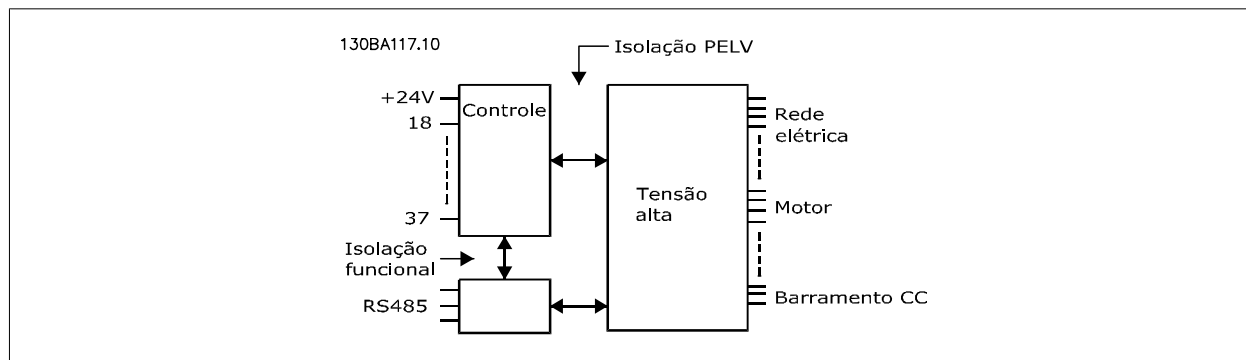 130BA117.10
Isolação PELV
+24V
Controle
18
37
Rede
elétrica
Tensão
alta
Motor
Isolação
funcional
RS485
Barramento CC